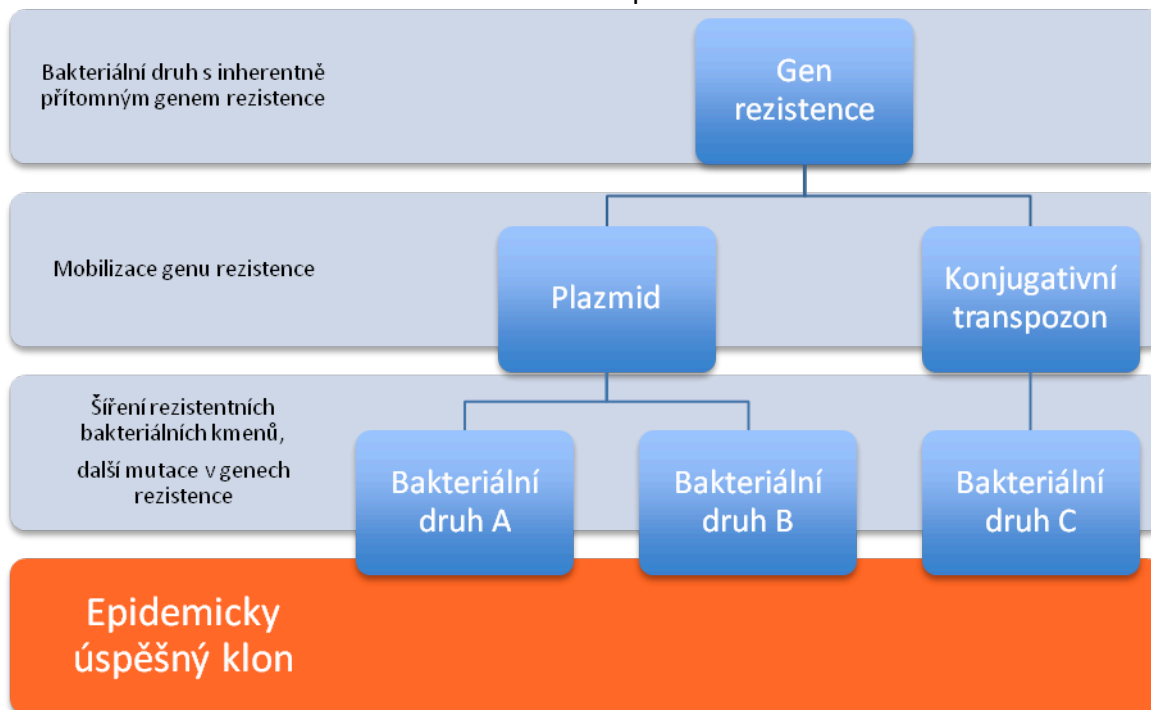 Bakteriální druh s inherentně
přítomným genem rezistence
Gen
rezistence
Mobilizace genu rezistence
Plazmid
Konjugativní
transpozon
Šíření rezistentních
bakteriálních kmenů,
další mutace v genech
rezistence
Bakteriální
druh A
Bakteriální
druh B
Bakteriální
druh C
Epidemicky
úspěšný klon